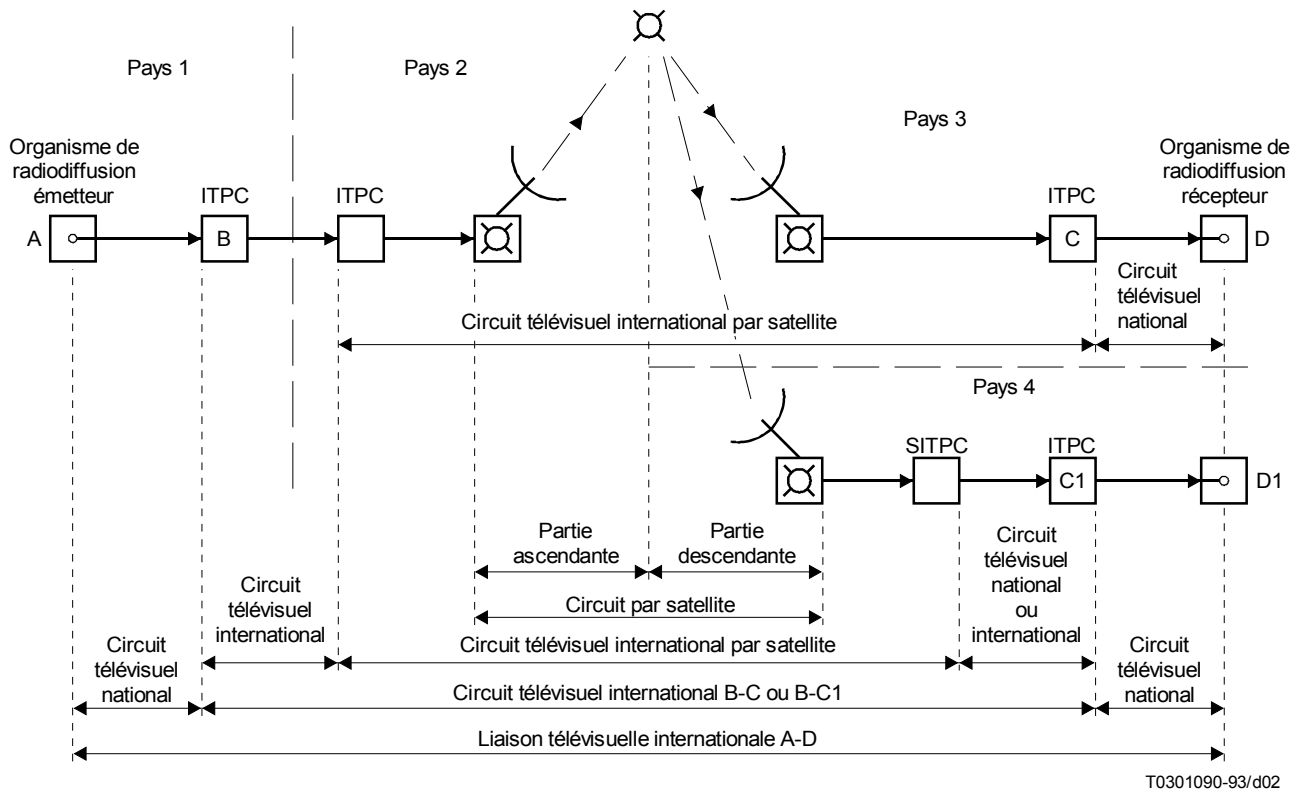 Pays 1
Pays 2
Pays 3
Organisme de
radiodiffusion
émetteur
Organisme de
radiodiffusion
récepteur
ITPC
ITPC
ITPC
A
B
C
D
Circuit
télévisuel
national
Circuit télévisuel international par satellite
Pays 4
SITPC
ITPC
C1
D1
Partie
ascendante
Partie
descendante
Circuit
télévisuel
national
ou
international
Circuit
télévisuel
international
Circuit par satellite
Circuit
télévisuel
national
Circuit télévisuel international par satellite
Circuit
télévisuel
national
Circuit télévisuel international B-C ou B-C1
Liaison télévisuelle internationale A-D
T0301090-93/d02